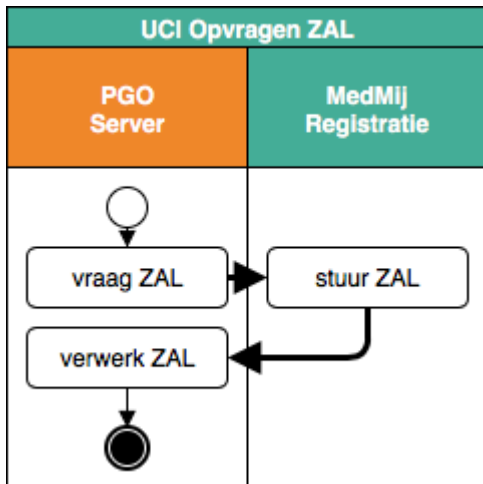 UCI Opvragen ZAL
PGO
Server
MedMij
Registratie
vraag ZAL
stuur ZAL
verwerk ZAL